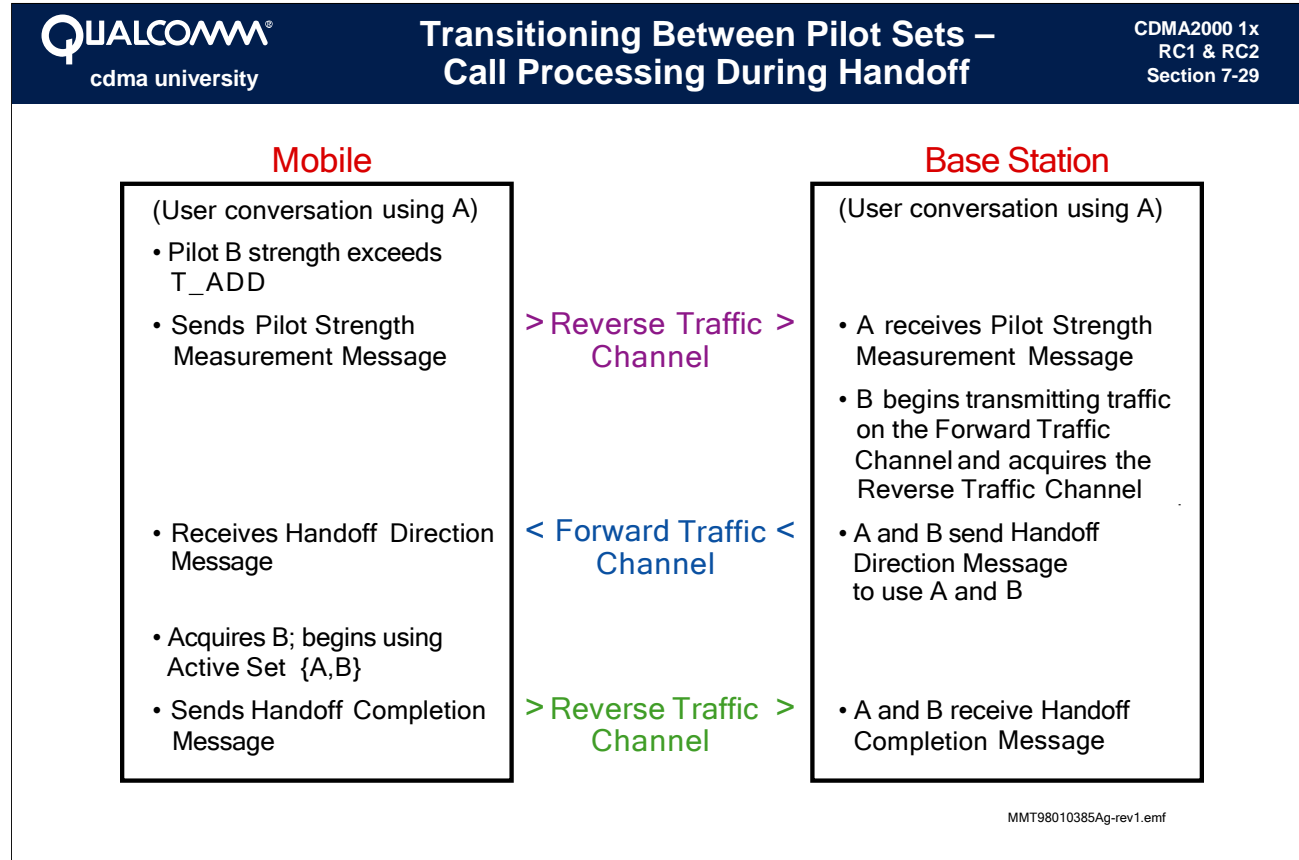 QUALCOMM®
cdma university
Transitioning Between Pilot Sets –
Call Processing During Handoff
CDMA2000 1x
RC1 & RC2
Section 7-29
Mobile
(User conversation using A)
• Pilot B strength exceeds
T_ADD
• Sends Pilot Strength
Measurement Message
• Receives Handoff Direction
Message
• Acquires B; begins using
Active Set {A,B}
• Sends Handoff Completion
Message
> Reverse Traffic >
Channel
< Forward Traffic <
Channel
> Reverse Traffic >
Channel
Base Station
(User conversation using A)
• A receives Pilot Strength
Measurement Message
• B begins transmitting traffic
on the Forward Traffic
Channel and acquires the
Reverse Traffic Channel
• A and B send Handoff
Direction Message
to use A and B
• A and B receive Handoff
Completion Message
MMT98010385Ag-rev1.emf